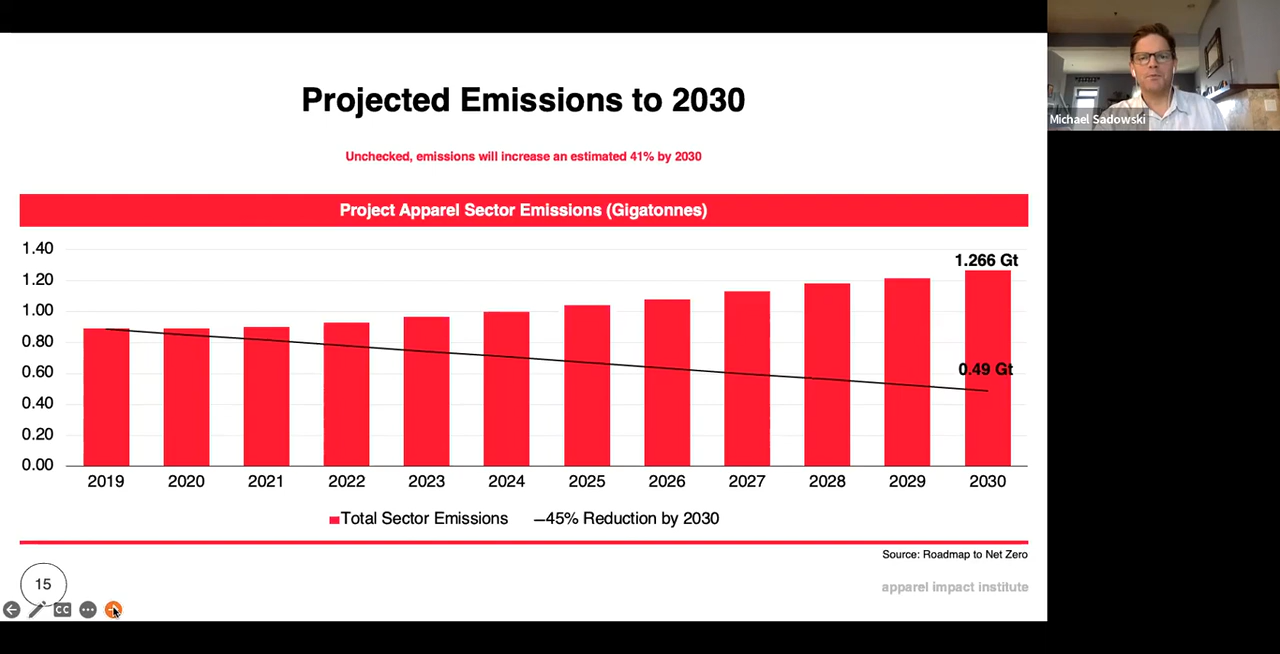 Projected Emissions to 2030
Unchecked, emissions will increase an estimated 41% by 2030
Project Apparel Sector Emissions (Gigatonnes)
1.40
1.20
1.00
0.80
0.60
0.40
0.20
0.00
1.266 Gt
0.49 Gt
2019 2020 2021 2022 2023 2024 2025 2026 2027 2028 2029 2030
Total Sector Emissions 45% Reduction by 2030
Source: Roadmap to Net Zero
15
apparel impact institute
CC
Michael Sadowski